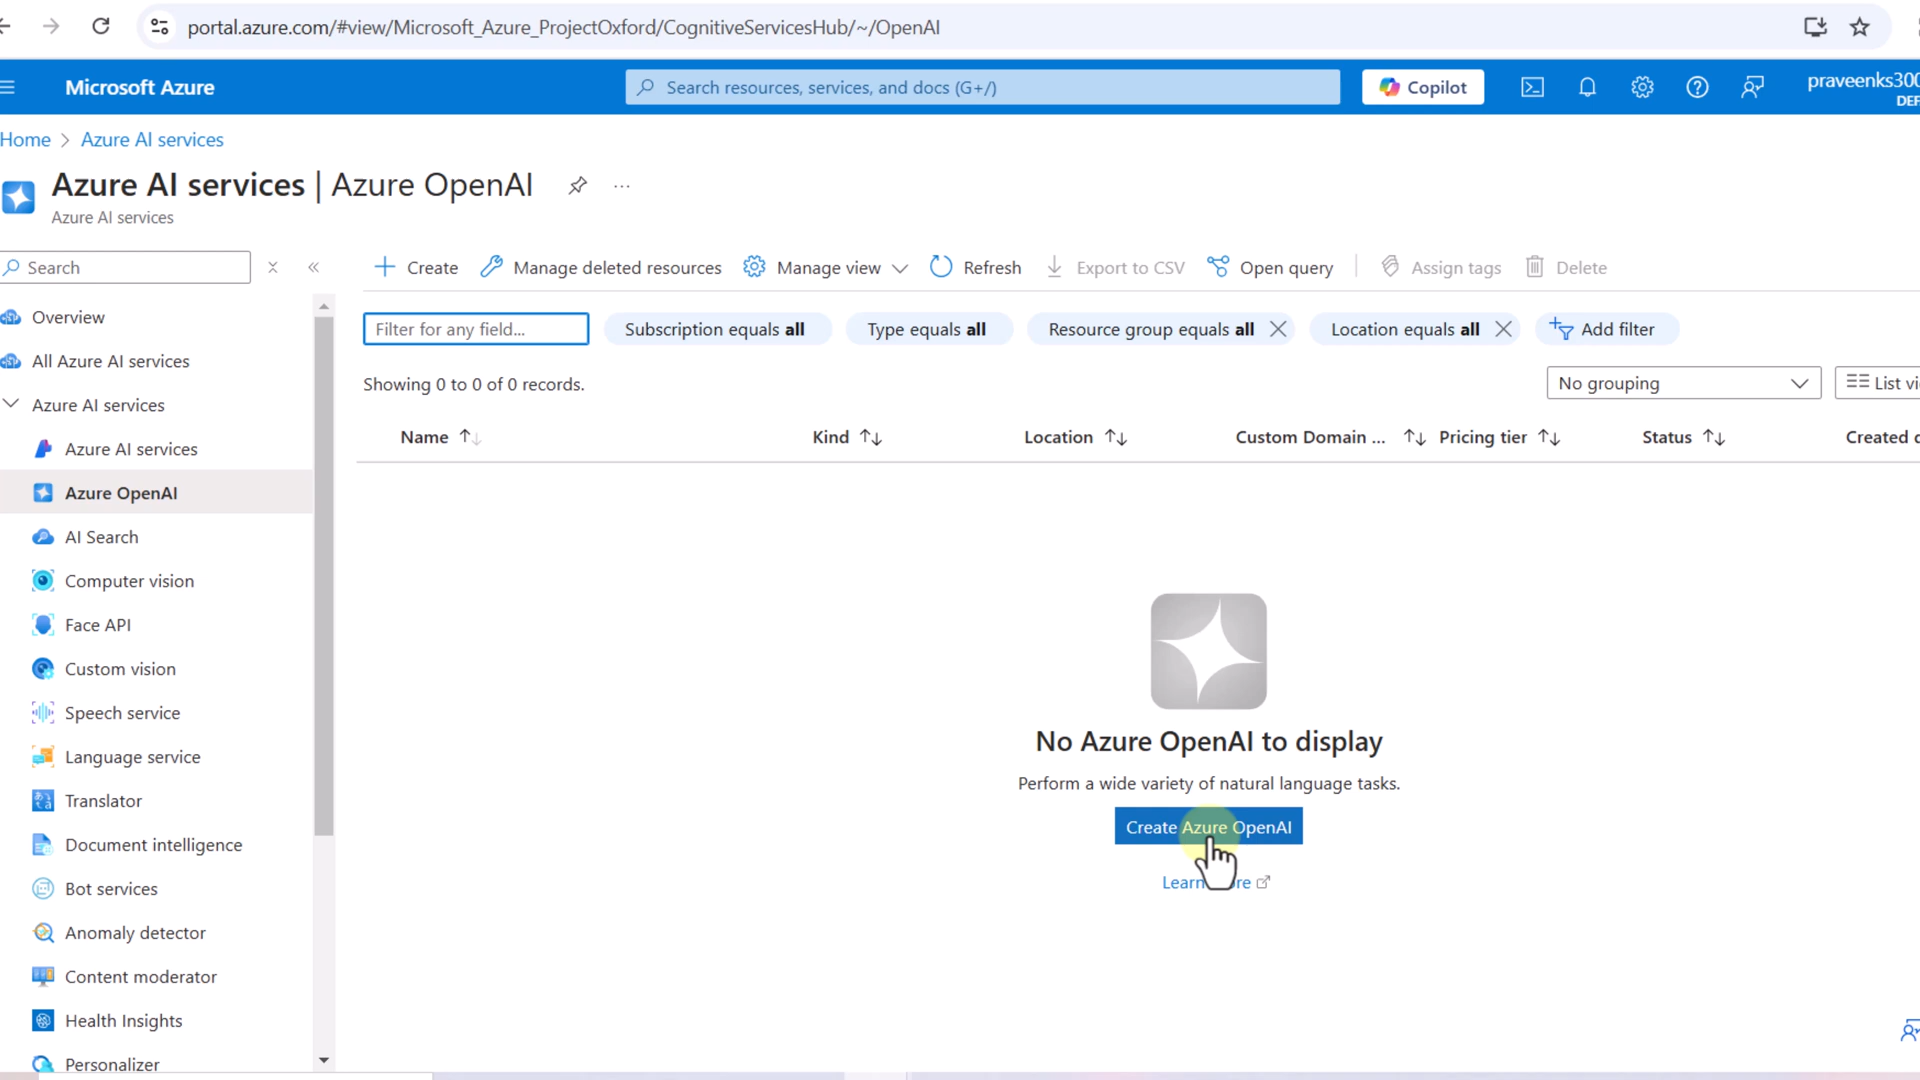 portal.azure.com/#view/Microsoft_Azure_ProjectOxford/CognitiveServicesHub/~/OpenAI
Microsoft Azure
Search resources, services, and docs (G+/)
Copilot
praveenks300
DEF
Home > Azure AI services
Azure AI services | Azure OpenAI
...
Azure AI services
Search
Create
Manage deleted resources
Manage view
Refresh
Export to CSV
Open query
Assign tags
Delete
Filter for any field...
Subscription equals all
Type equals all
Resource group equals all
Location equals all
Add filter
Showing 0 to 0 of 0 records.
No grouping
List vi
Name
Kind
Location
Custom Domain ...
Pricing tier
Status
Created
Overview
All Azure AI services
Azure AI services
Azure AI services
Azure OpenAI
AI Search
Computer vision
Face API
Custom vision
Speech service
Language service
Translator
Document intelligence
Bot services
Anomaly detector
Content moderator
Health Insights
Personalizer
No Azure OpenAI to display
Perform a wide variety of natural language tasks.
Create Azure OpenAI
Learn